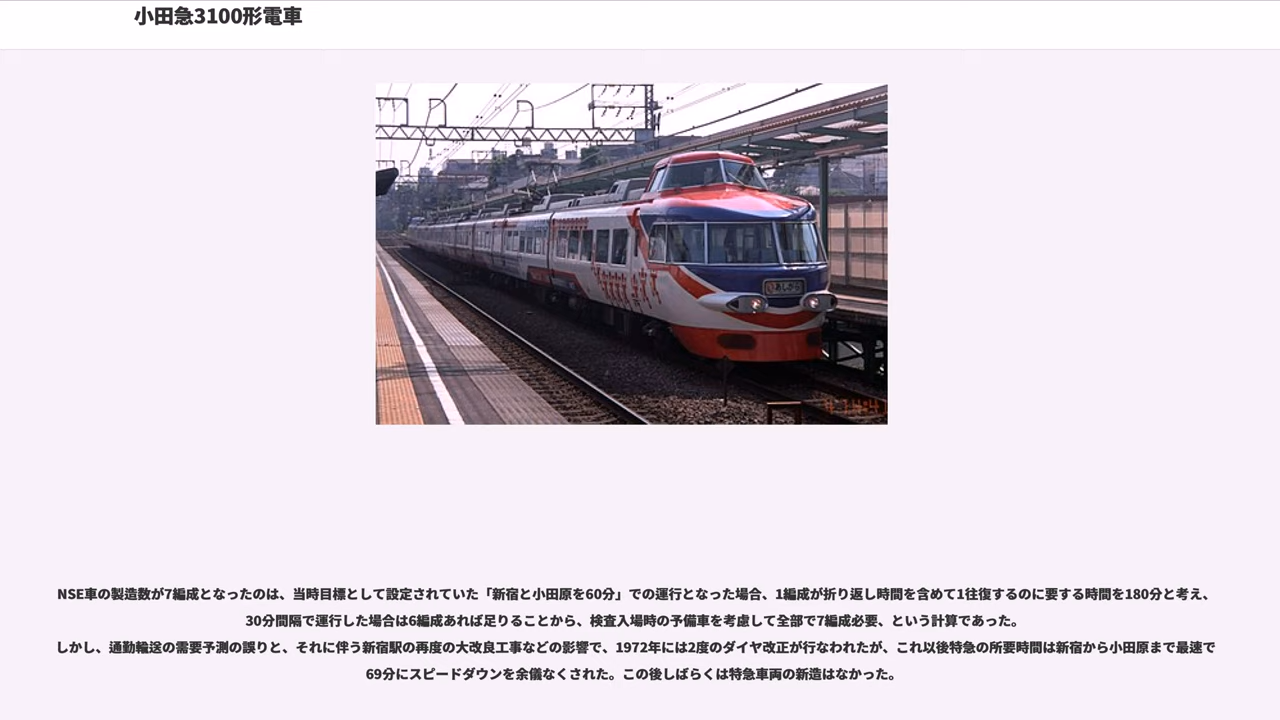 小田急3100形電車
NSE車の製造数が7編成となったのは、当時目標として設定されていた「新宿と小田原を60分」での運行となった場合、1編成が折り返し時間を含めて1往復するのに要する時間を180分と考え、
30分間隔で運行した場合は6編成あれば足りることから、検査入場時の予備車を考慮して全部で7編成必要、という計算であった。
しかし、通勤輸送の需要予測の誤りと、それに伴う新宿駅の再度の大改良工事などの影響で、1972年には2度のダイヤ改正が行なわれたが、これ以後特急の所要時間は新宿から小田原まで最速で
69分にスピードダウンを余儀なくされた。この後しばらくは特急車両の新造はなかった。